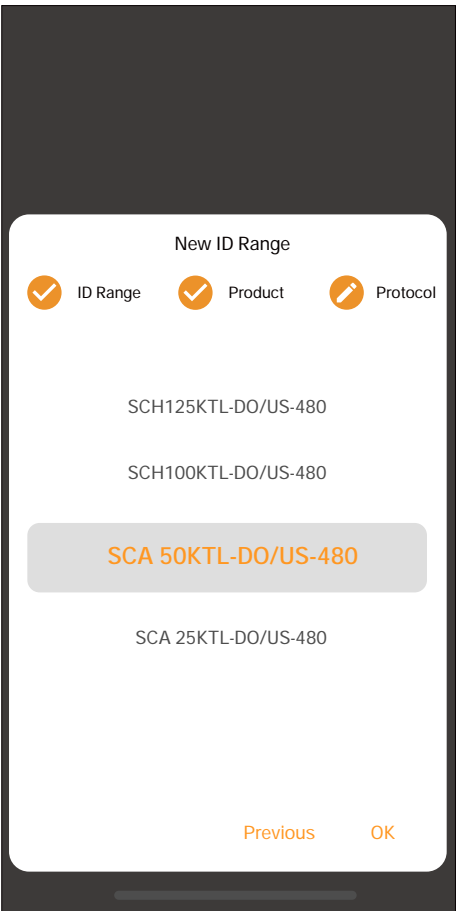 New ID Range
ID Range Product Protocol
SCH125KTL-DO/US-480
SCH100KTL-DO/US-480
SCA 50KTL-DO/US-480
SCA 25KTL-DO/US-480
Previous OK